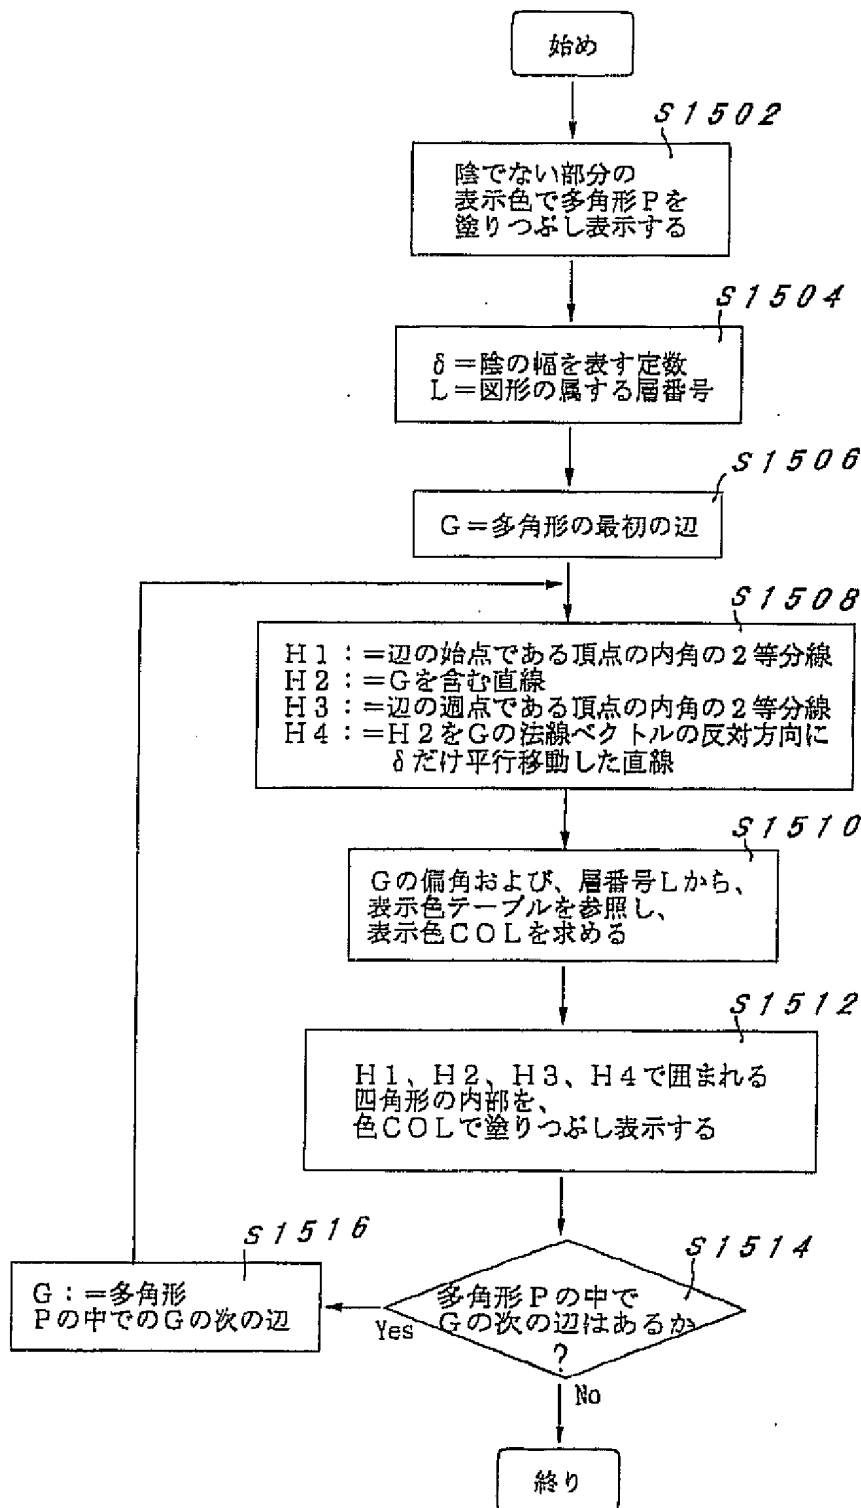 始め
S1502
陰でない部分の
表示色で多角形Pを
塗りつぶし表示する
S1504
δ=陰の幅を表す定数
L=図形の属する層番号
S1506
G=多角形の最初の辺
S1508
H1:=辺の始点である頂点の内角の2等分線
H2:=Gを含む直線
H3:=辺の週点である頂点の内角の2等分線
H4:=H2をGの法線ベクトルの反対方向に
δだけ平行移動した直線
S1510
Gの偏角および、層番号Lから、
表示色テーブルを参照し、
表示色COLを求める
S1512
H1、H2、H3、H4で囲まれる
四角形の内部を、
色COLで塗りつぶし表示する
S1514
多角形Pの中で
Gの次の辺はあるか
?
Yes
S1516
G:=多角形
Pの中でのGの次の辺
No
終り